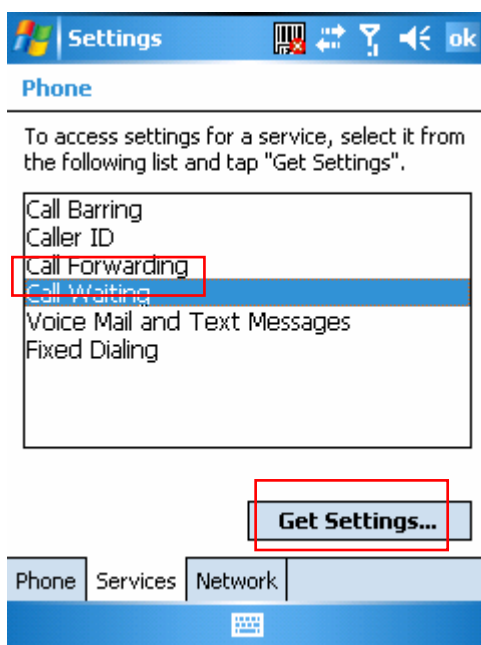 Settings
ok
Phone
To access settings for a service, select it from
the following list and tap "Get Settings".
Call Barring
Caller ID
Call Forwarding
Call Waiting
Voice Mail and Text Messages
Fixed Dialing
Get Settings...
Phone Services Network